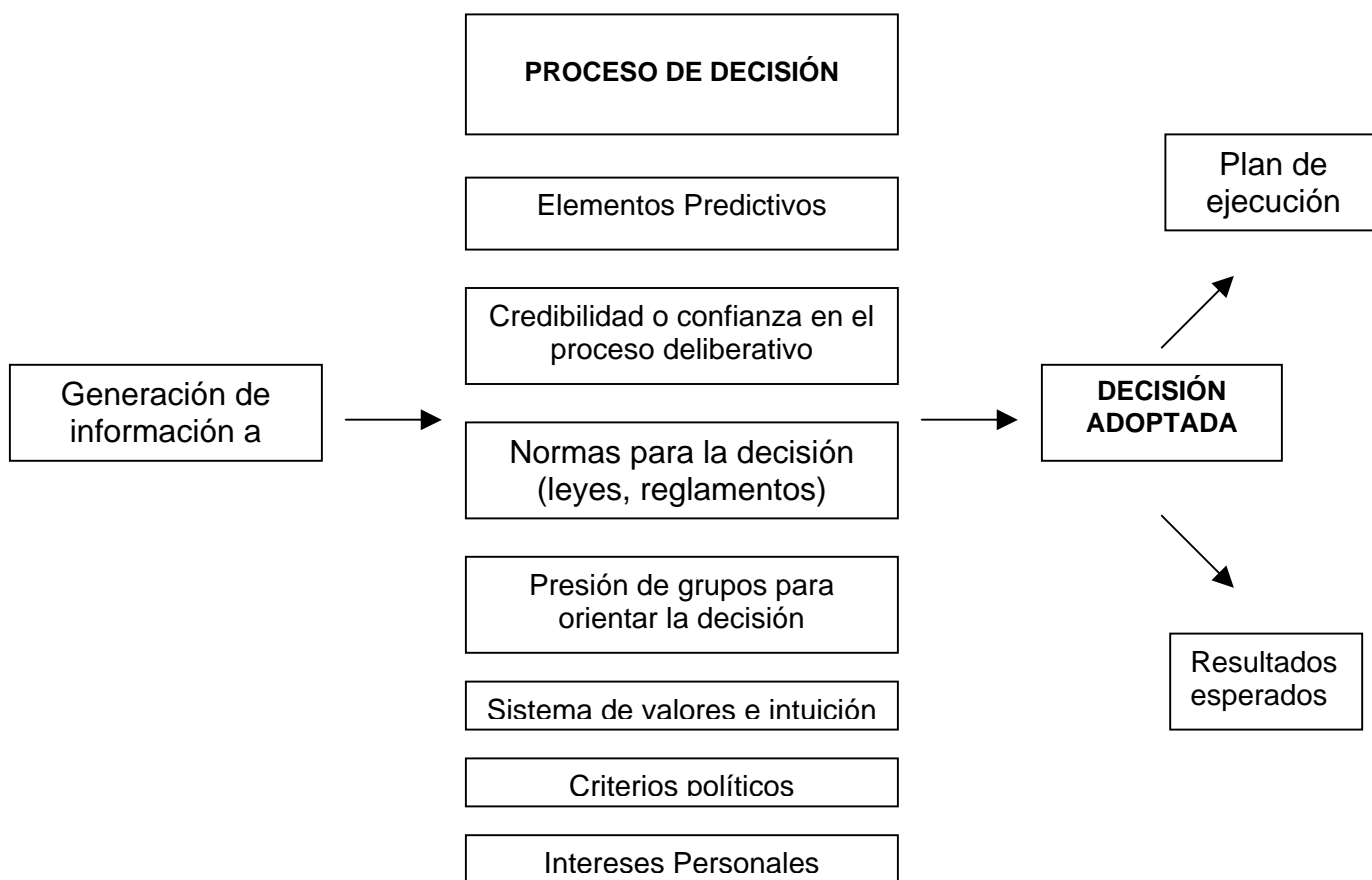 PROCESO DE DECISIÓN
Elementos Predictivos
Credibilidad o confianza en el
proceso deliberativo
Generación de
información a
Normas para la decisión
(leyes, reglamentos)
Presión de grupos para
orientar la decisión
Sistema de valores e intuición
Criterios políticos
Intereses Personales
DECISIÓN
ADOPTADA
Plan de
ejecución
Resultados
esperados